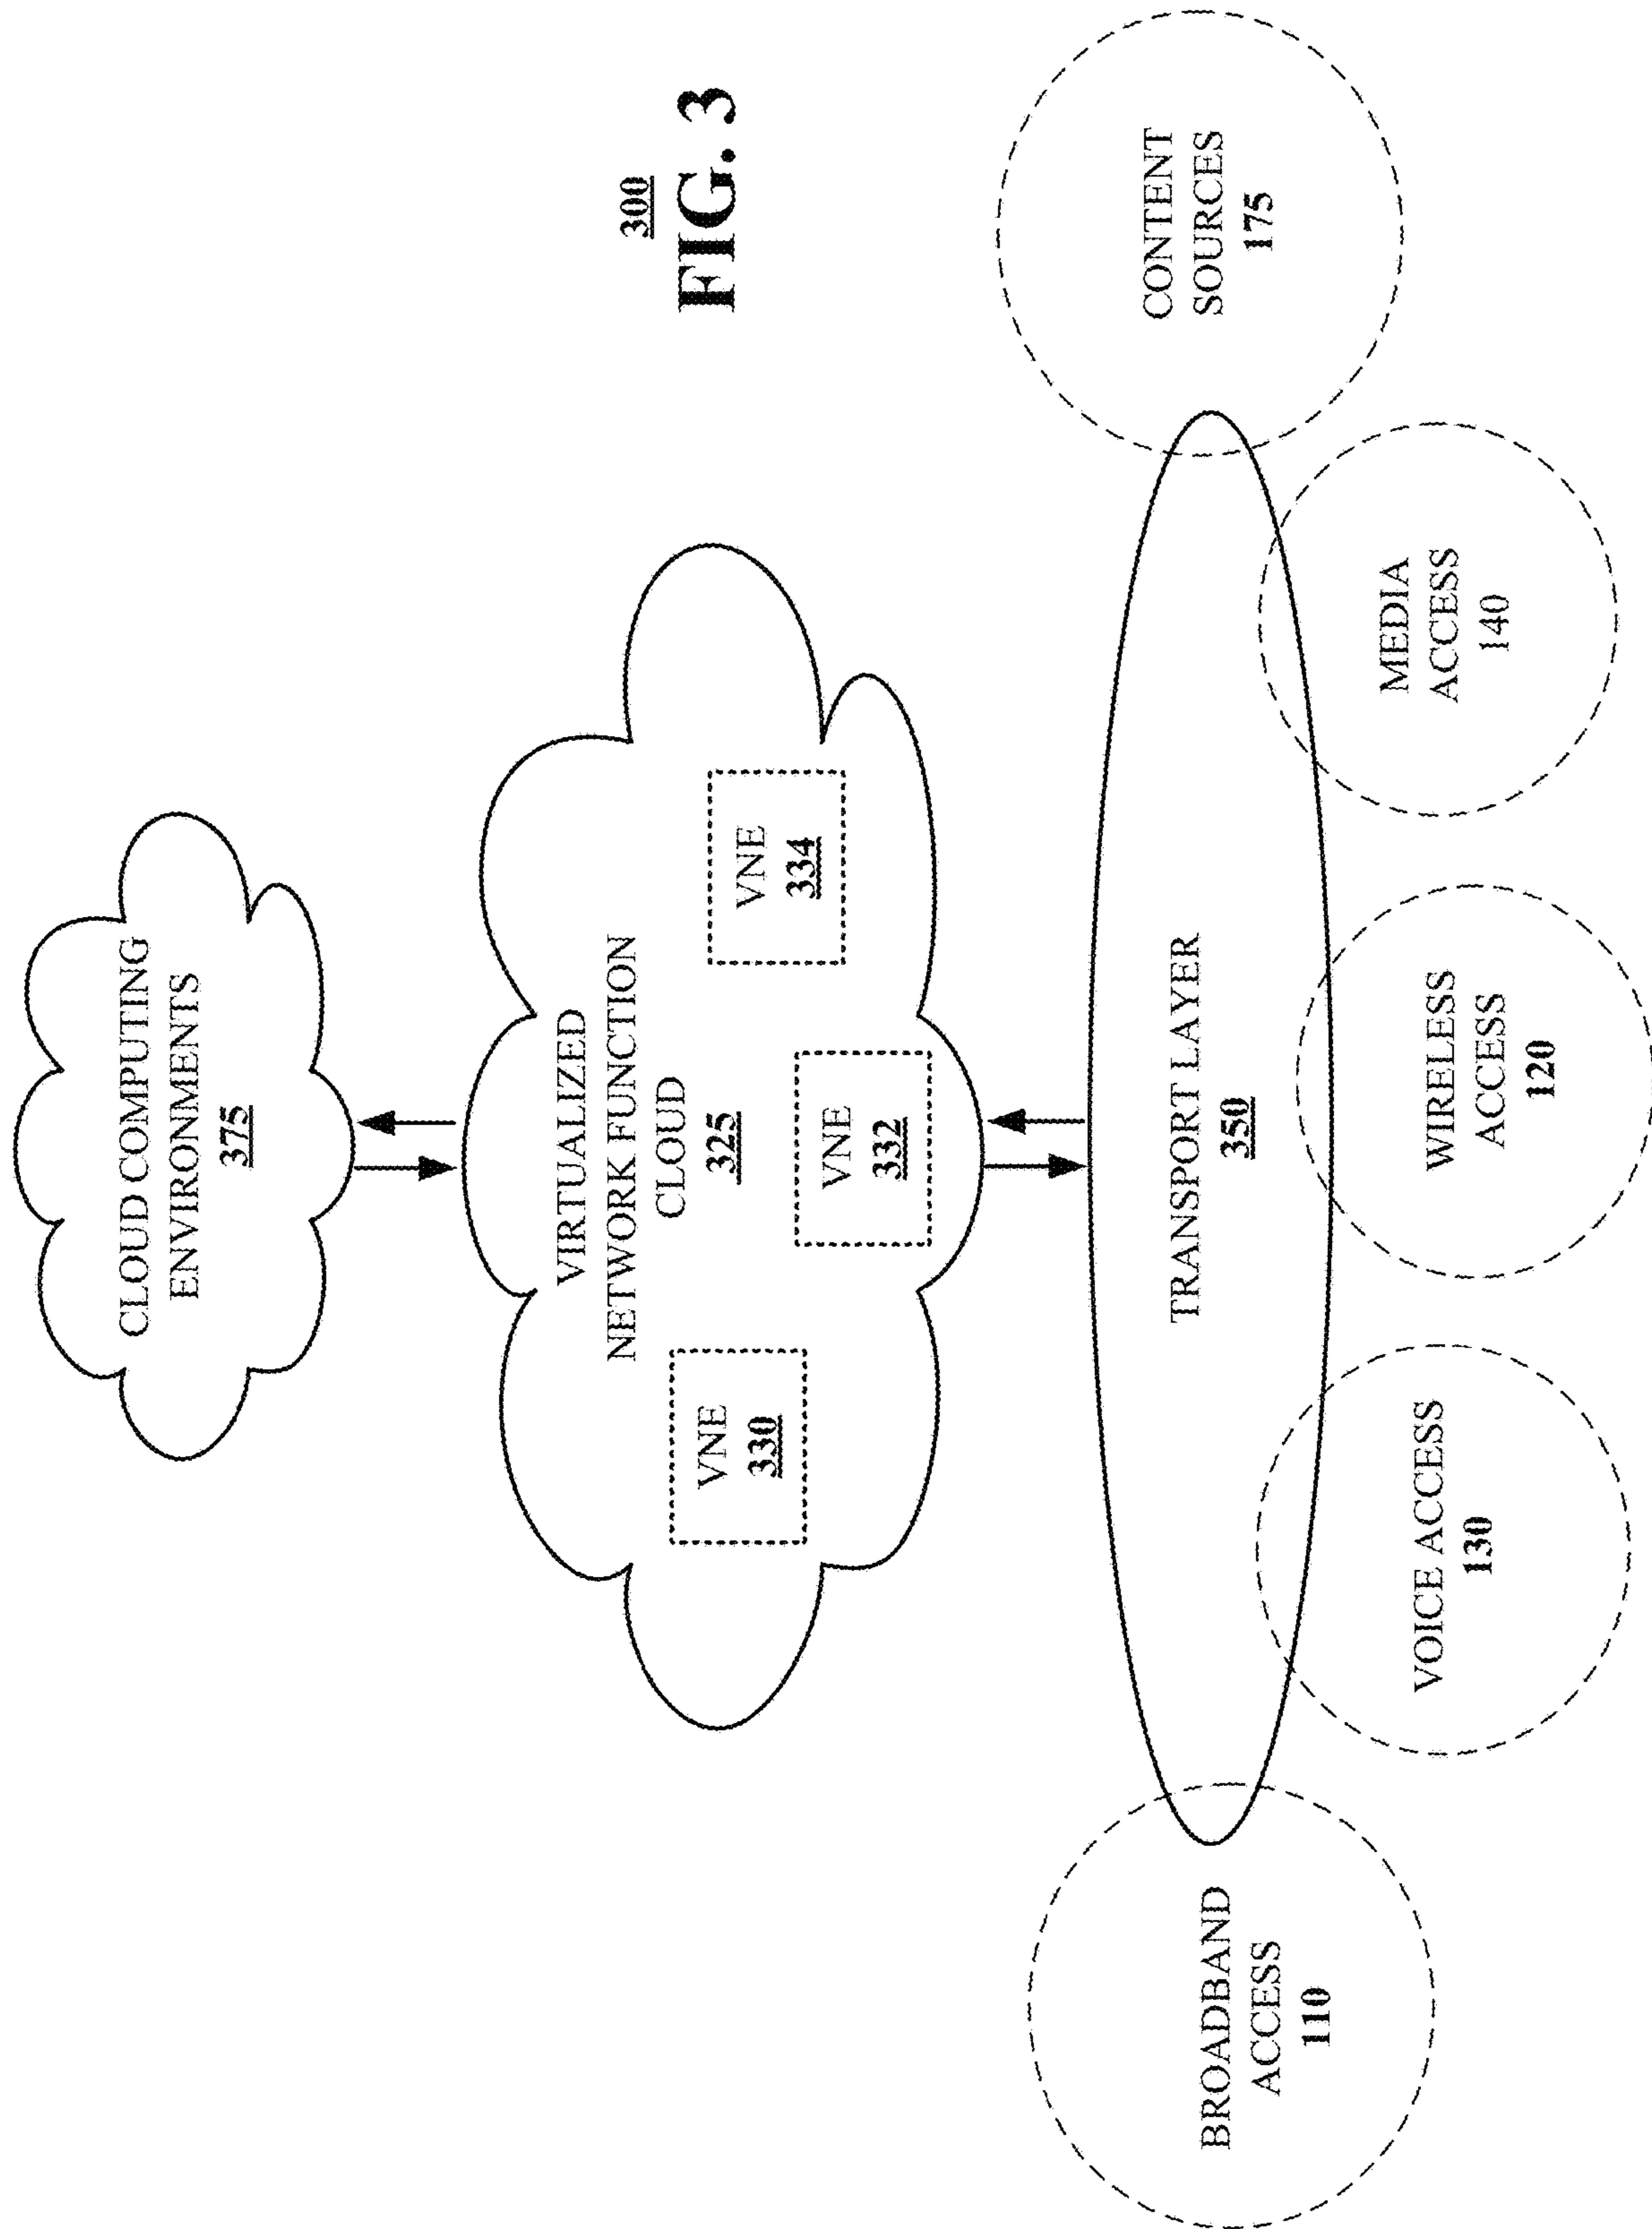 CLOUD COMPUTING
ENVIRONMENTS
375
VIRTUALIZED
NETWORK FUNCTION
CLOUD
325
VNE
330
VNE
332
VNE
334
300
FIG. 3
TRANSPORT LAYER
350
BROADBAND
ACCESS
110
VOICE ACCESS
130
WIRELESS
ACCESS
120
MEDIA
ACCESS
140
CONTENT
SOURCES
175